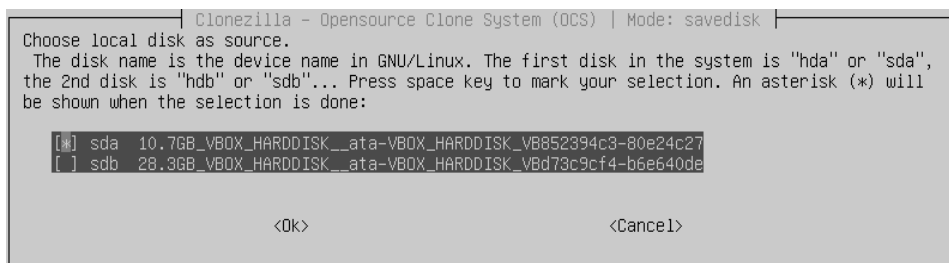 Clonezilla - Opensource Clone System (OCS) | Mode: savedisk
Choose local disk as source.
The disk name is the device name in GNU/Linux. The first disk in the system is "hda" or "sda",
the 2nd disk is "hdb" or "sdb"... Press space key to mark your selection. An asterisk (*) will
be shown when the selection is done:
[*] sda 10.7GB_VBOX_HARDDISK__ata-VBOX_HARDDISK_VB852394c3-80e24c27
[ ] sdb 28.3GB_VBOX_HARDDISK__ata-VBOX_HARDDISK_VBd73c9cf4-b6e640de
<Ok> <Cancel>